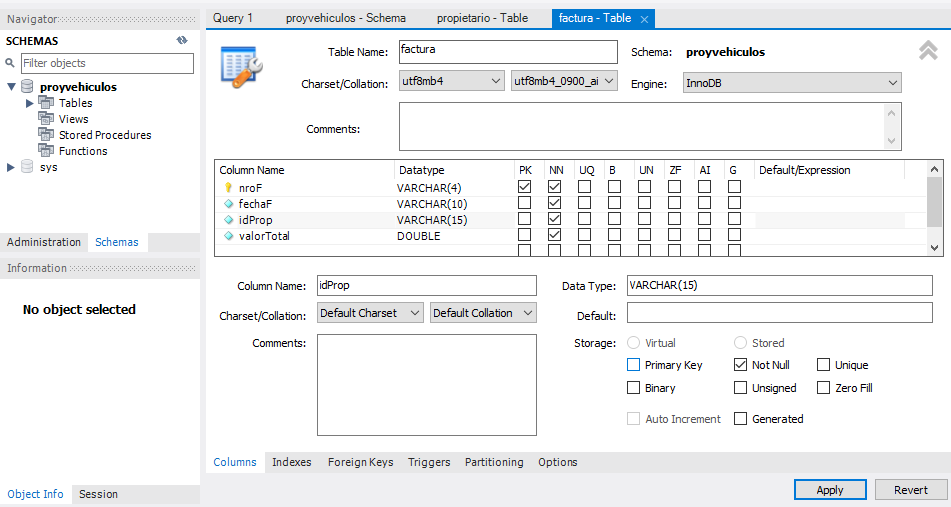 Navigator
SCHEMAS
Filter objects
proyvehiculos
Tables
Views
Stored Procedures
Functions
sys
Administration Schemas
Information
No object selected
Object Info Session
Query 1 proyvehiculos - Schema propietario - Table factura - Table
Table Name: factura Schema: proyvehiculos
Charset/Collation: utf8mb4 utf8mb4_0900_ai Engine: InnoDB
Comments:
Column Name Datatype PK NN UQ B UN ZF AI G Default/Expression
nroF VARCHAR(4)
fechaF VARCHAR(10)
idProp VARCHAR(15)
valorTotal DOUBLE
Column Name: idProp Data Type: VARCHAR(15)
Charset/Collation: Default Charset Default Collation Default:
Comments: Storage: Virtual Stored
Primary Key Not Null Unique
Binary Unsigned Zero Fill
Auto Increment Generated
Columns Indexes Foreign Keys Triggers Partitioning Options
Apply Revert